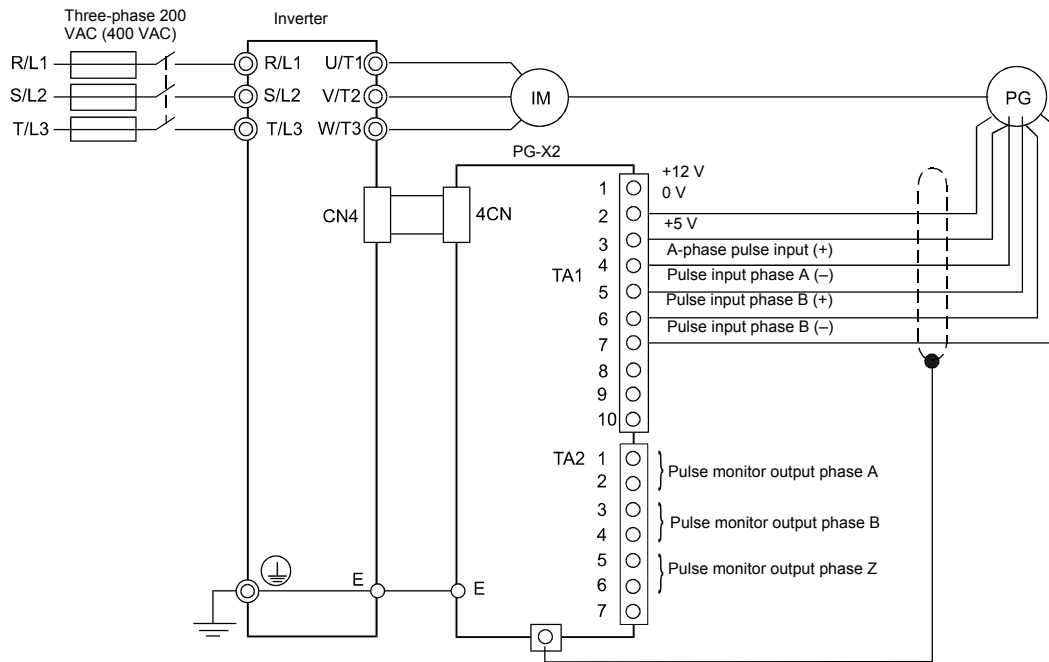 Three-phase 200
VAC (400 VAC)
Inverter
R/L1
R/L1
U/T1
S/L2
S/L2
V/T2
IM
PG
T/L3
T/L3
W/T3
PG-X2
+12 V
1
0 V
CN4
4CN
2
+5 V
3
A-phase pulse input (+)
TA1
4
Pulse input phase A (–)
5
Pulse input phase B (+)
6
Pulse input phase B (–)
7
8
9
10
TA2
1
Pulse monitor output phase A
2
3
Pulse monitor output phase B
4
5
Pulse monitor output phase Z
E
E
6
7